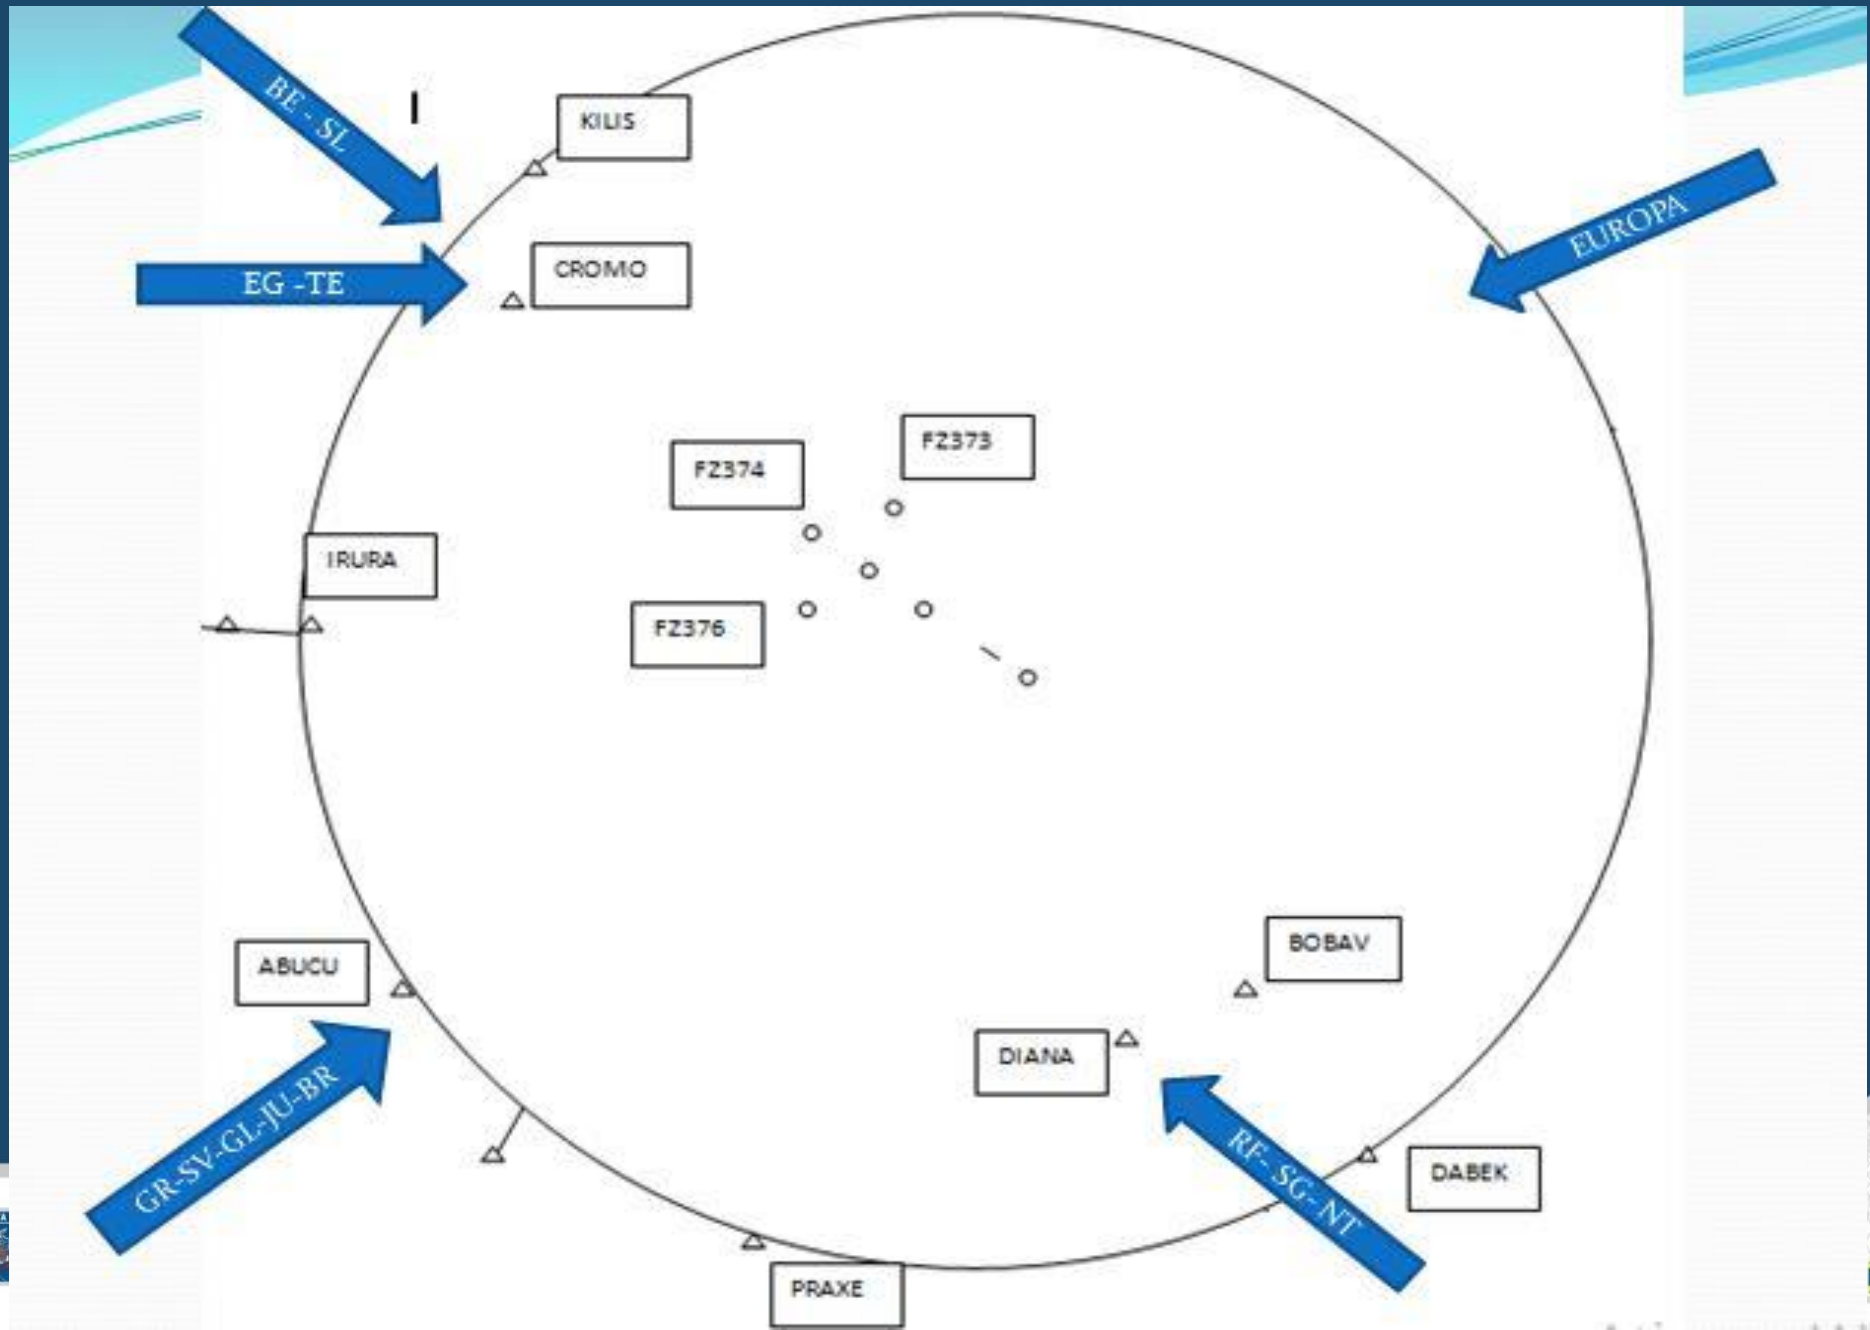 BE - SL
I
KILIS
EUROPA
CROMO
EG -TE
FZ373
FZ374
IRURA
FZ376
BOBAV
ABUCU
DIANA
GR-SV-GL-JU-BR
RF- SG- NT
DABEK
PRAXE